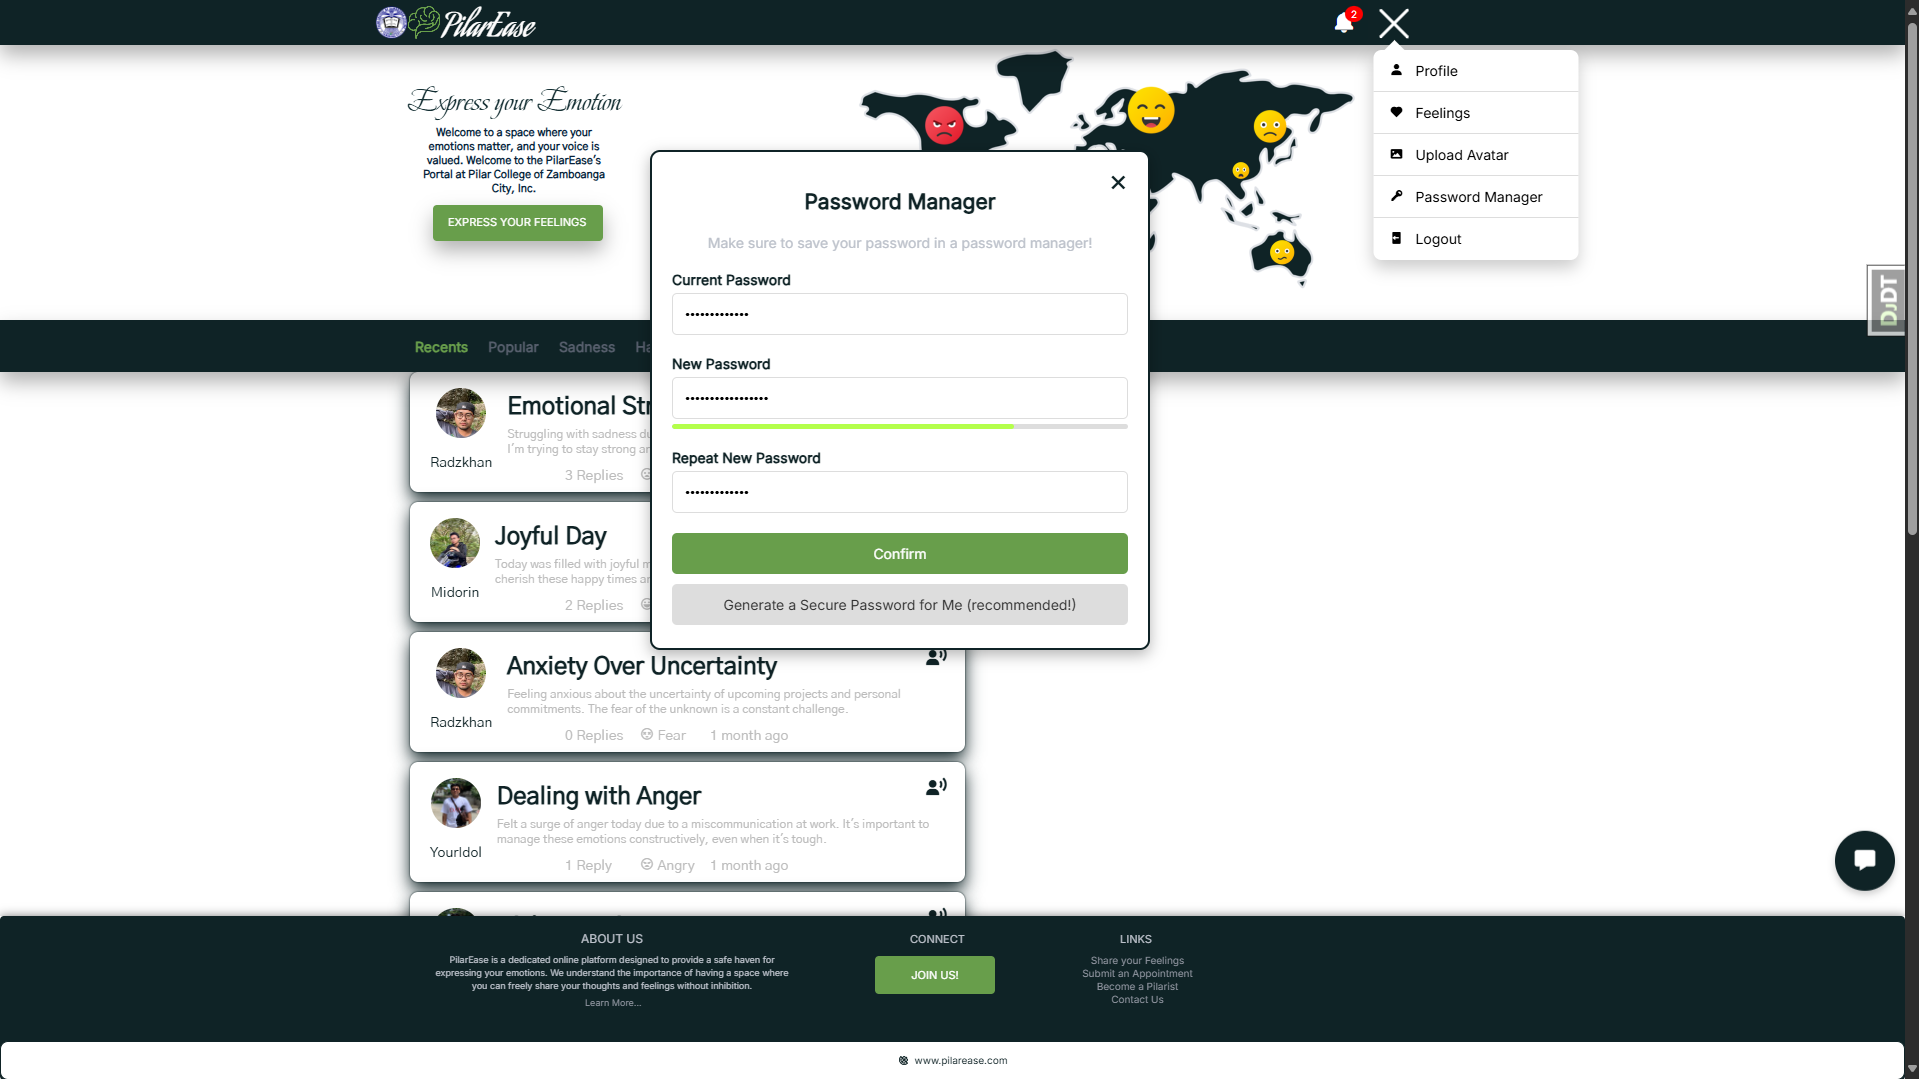 PilarEase
2
Profile
Feelings
Upload Avatar
Password Manager
Logout
Express your Emotion
Welcome to a space where your
emotions matter, and your voice is
valued. Welcome to the PilarEase's
Portal at Pilar College of Zamboanga
City, Inc.
EXPRESS YOUR FEELINGS
DjDT
Password Manager
Make sure to save your password in a password manager!
Current Password
•••••••••••••
New Password
•••••••••••••••••
Repeat New Password
•••••••••••••
Confirm
Generate a Secure Password for Me (recommended!)
Recents Popular Sadness
Emotional
Struggling with sadness
I'm trying to stay strong
Radzkhan
3 Replies
Joyful Day
Today was filled with joyful
cherish these happy times
Midorin
2 Replies
Anxiety Over Uncertainty
Feeling anxious about the uncertainty of upcoming projects and personal
commitments. The fear of the unknown is a constant challenge.
Radzkhan
0 Replies Fear 1 month ago
Dealing with Anger
Felt a surge of anger today due to a miscommunication at work. It's important to
manage these emotions constructively, even when it's tough.
YourIdol
1 Reply Angry 1 month ago
ABOUT US
PilarEase is a dedicated online platform designed to provide a safe haven for
expressing your emotions. We understand the importance of having a space where
you can freely share your thoughts and feelings without inhibition.
Learn More...
CONNECT
JOIN US!
LINKS
Share your Feelings
Submit an Appointment
Become a Pilarist
Contact Us
www.pilarease.com